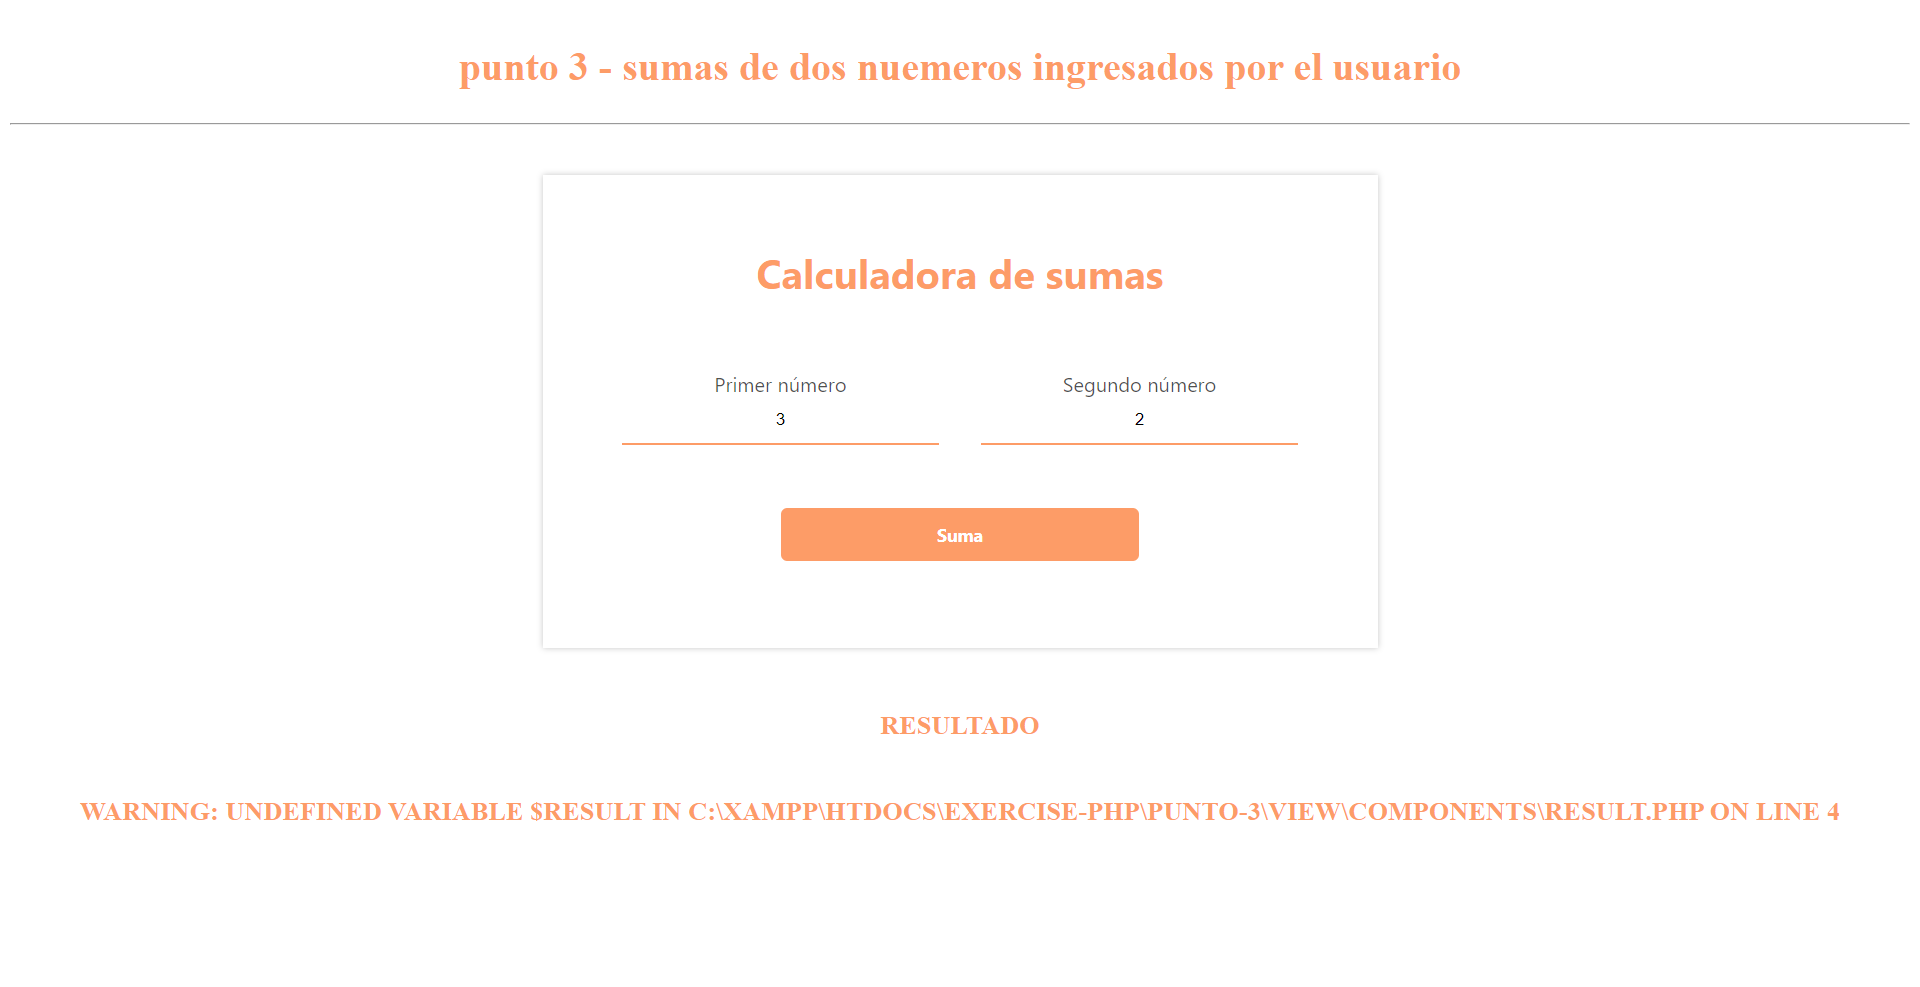 punto 3 - sumas de dos nuemeros ingresados por el usuario
Calculadora de sumas
Primer número
Segundo número
3
2
Suma
RESULTADO
WARNING: UNDEFINED VARIABLE $RESULT IN C:\XAMPP\HTDOCS\EXERCISE-PHP\PUNTO-3\VIEW\COMPONENTS\RESULT.PHP ON LINE 4